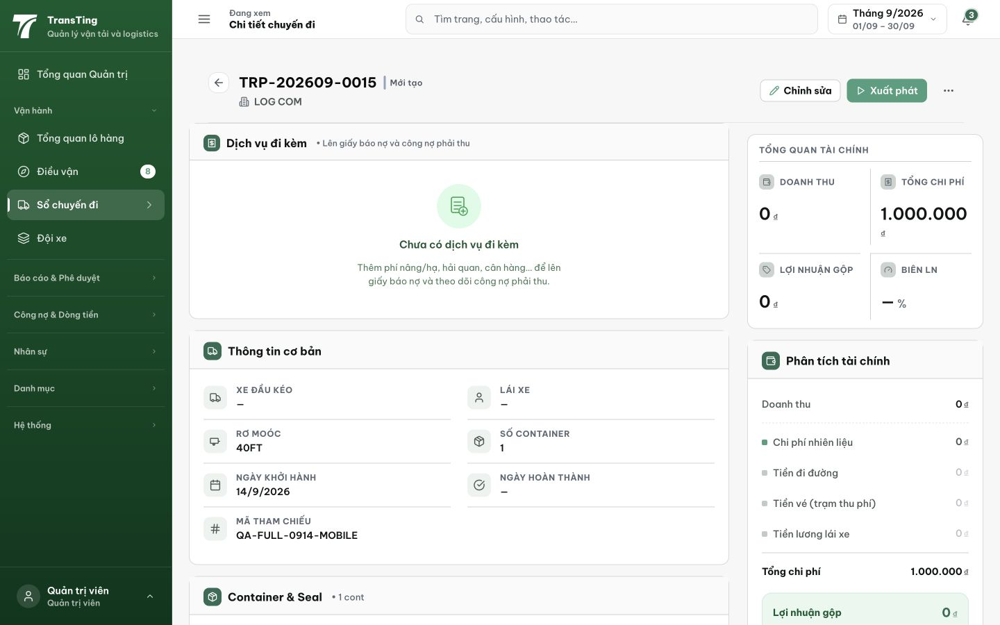 TransTing
Quản lý vận tải và logistics
Tổng quan Quản trị
Vận hành
Tổng quan lô hàng
Điều vận
8
Sổ chuyến đi
Đội xe
Báo cáo & Phê duyệt
Công nợ & Dòng tiền
Nhân sự
Danh mục
Hệ thống
Quản trị viên
Quản trị viên
Đang xem
Chi tiết chuyến đi
Tìm trang, cấu hình, thao tác...
Tháng 9/2026
01/09 – 30/09
3
TRP-202609-0015
Mới tạo
LOG COM
Chỉnh sửa
Xuất phát
Dịch vụ đi kèm
• Lên giấy báo nợ và công nợ phải thu
Chưa có dịch vụ đi kèm
Thêm phí nâng/hạ, hải quan, cân hàng... để lên
giấy báo nợ và theo dõi công nợ phải thu.
Thông tin cơ bản
XE ĐẦU KÉO
—
LÁI XE
—
RƠ MOÓC
40FT
SỐ CONTAINER
1
NGÀY KHỞI HÀNH
14/9/2026
NGÀY HOÀN THÀNH
—
MÃ THAM CHIẾU
QA-FULL-0914-MOBILE
Container & Seal
• 1 cont
TỔNG QUAN TÀI CHÍNH
DOANH THU
0 ₫
TỔNG CHI PHÍ
1.000.000
₫
LỢI NHUẬN GỘP
0 ₫
BIÊN LN
— %
Phân tích tài chính
Doanh thu
0 ₫
Chi phí nhiên liệu
0 ₫
Tiền đi đường
0 ₫
Tiền vé (trạm thu phí)
0 ₫
Tiền lương lái xe
0 ₫
Tổng chi phí
1.000.000 ₫
Lợi nhuận gộp
0 ₫